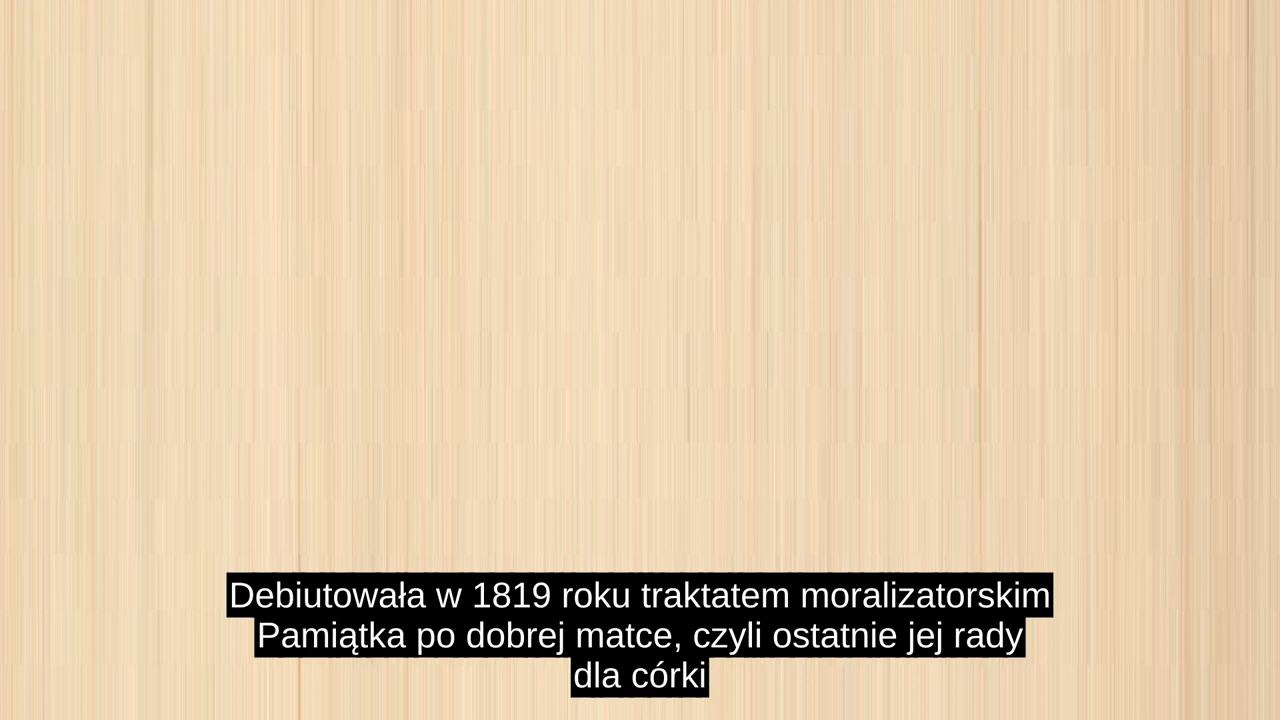 Debiutowała w 1819 roku traktatem moralizatorskim
Pamiątka po dobrej matce, czyli ostatnie jej rady
dla córki